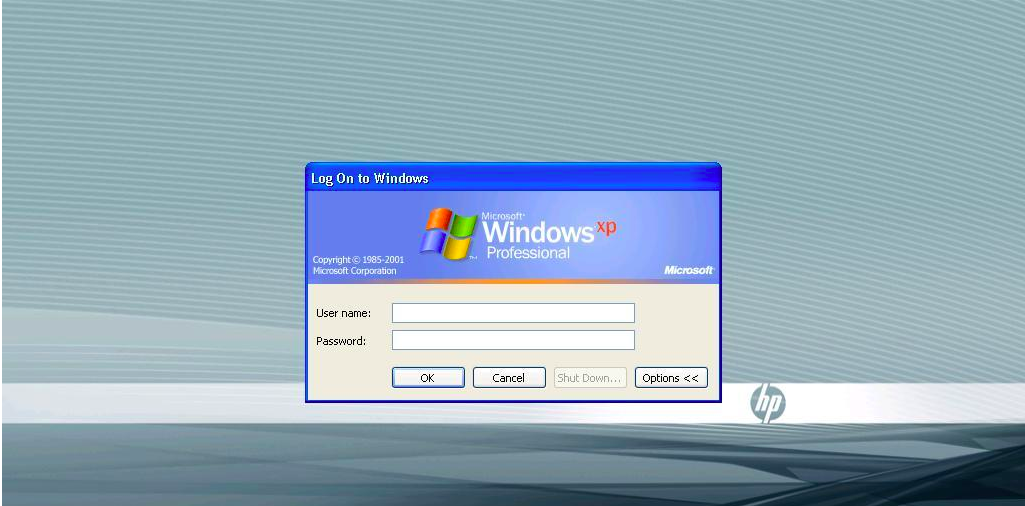 Log On to Windows
Microsoft®
Windows xp
Professional
Copyright © 1985-2001
Microsoft Corporation
Microsoft
User name:
Password:
OK
Cancel
Shut Down...
Options <<
hp